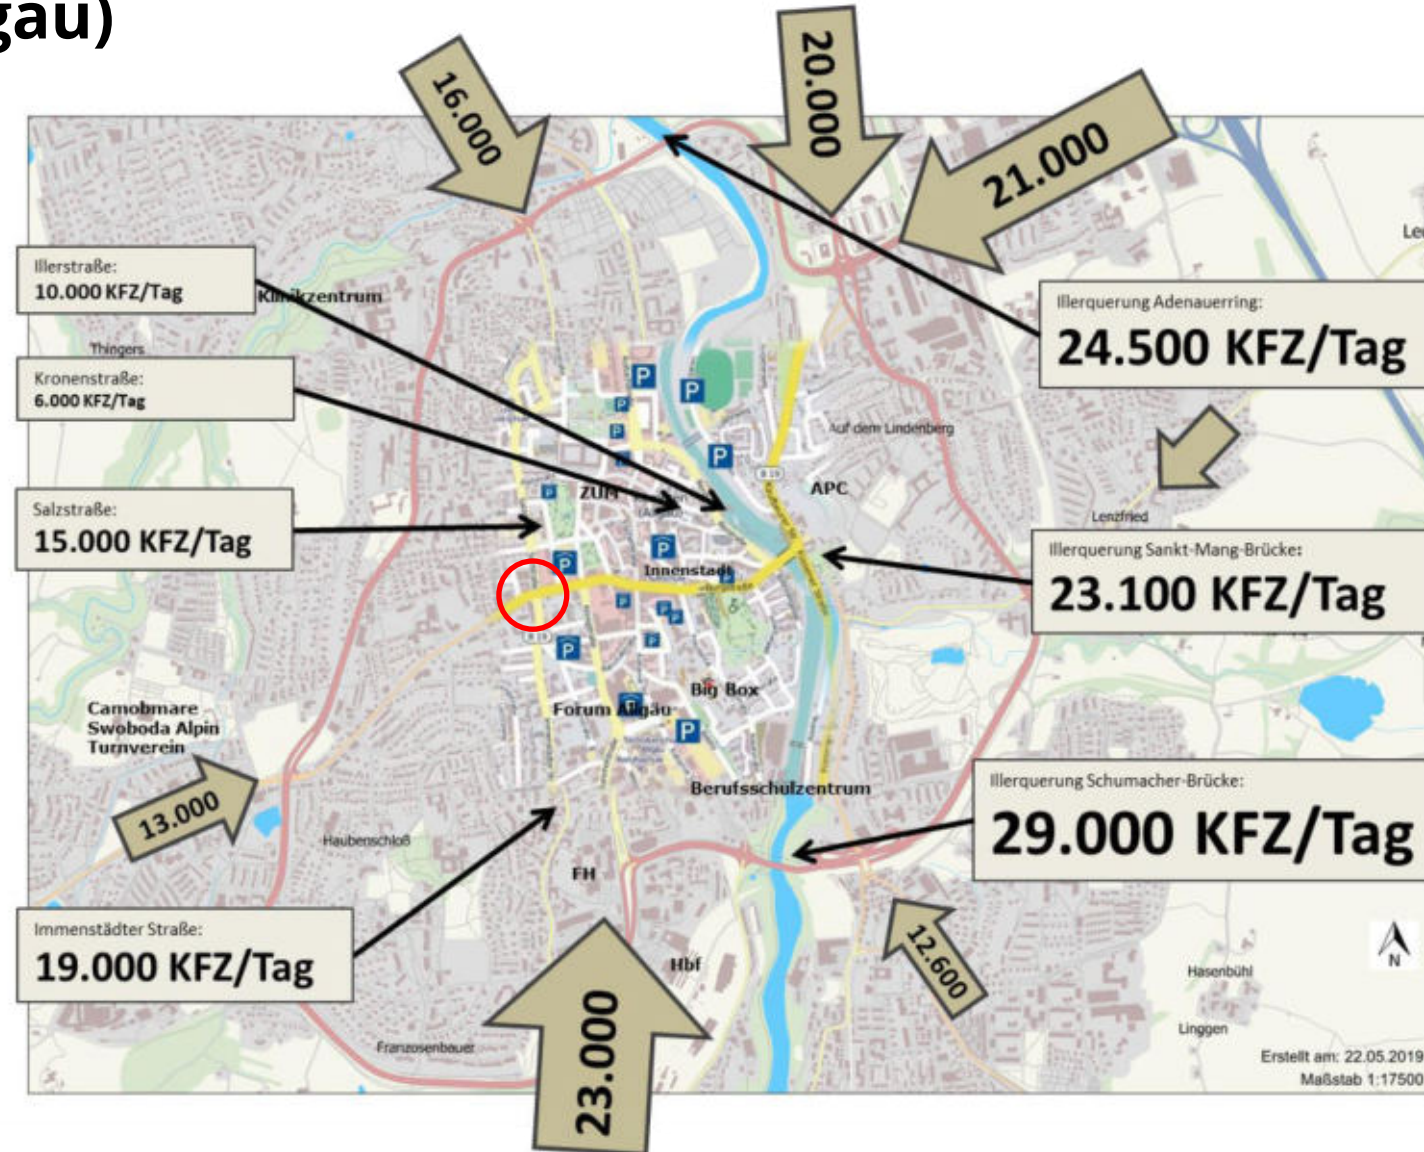 gau)
16.000
20.000
21.000
Illerstraße:
10.000 KFZ/Tag
Klinikzentrum
Thingers
Kronenstraße:
6.000 KFZ/Tag
Illerquerung Adenauerring:
24.500 KFZ/Tag
Auf dem Lindenberg
B 19
APC
ZUM
Lenzfried
Salzstraße:
15.000 KFZ/Tag
Innenstadt
Illerquerung Sankt-Mang-Brücke:
23.100 KFZ/Tag
B 19
Big Box
Forum Allgäu
Camobmare
Swoboda Alpin
Turnverein
Berufsschulzentrum
Illerquerung Schumacher-Brücke:
29.000 KFZ/Tag
13.000
Haubenschloß
FH
Immenstädter Straße:
19.000 KFZ/Tag
Hbf
12.600
N
Hasenbühl
23.000
Linggen
Franzosenbauer
Erstellt am: 22.05.2019
Maßstab 1:17500